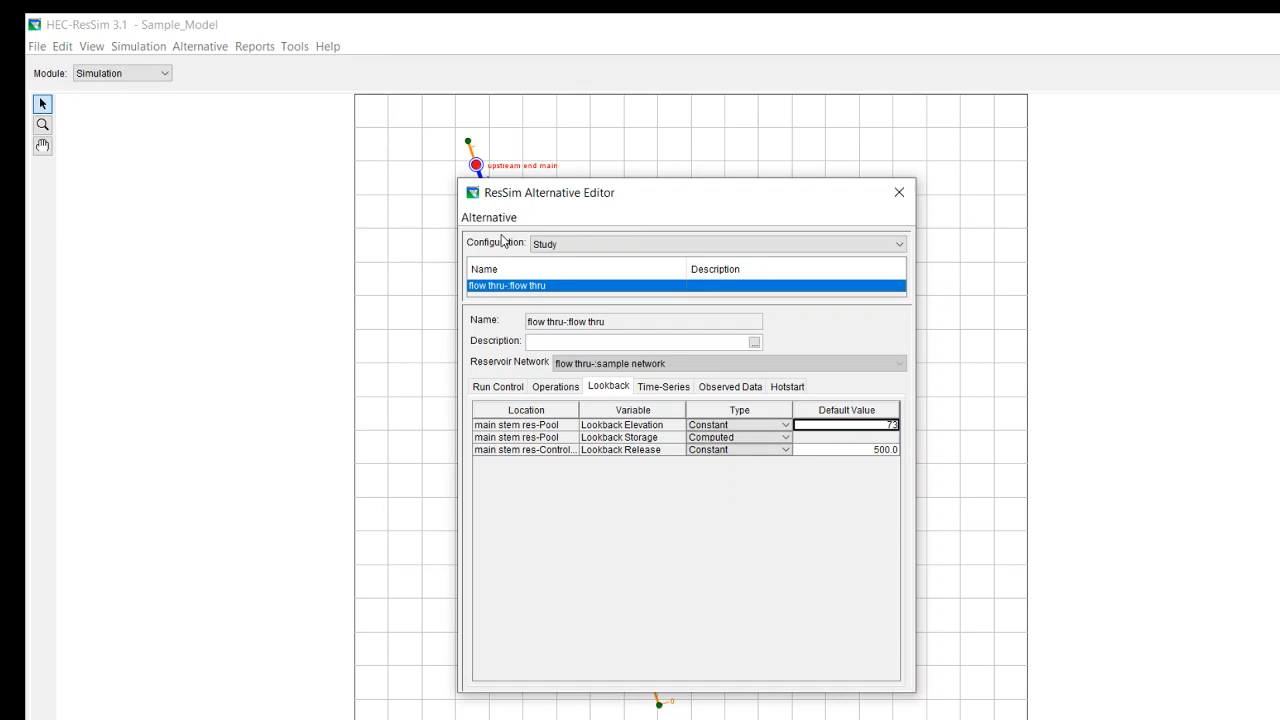 HEC-ResSim 3.1 - Sample_Model
File Edit View Simulation Alternative Reports Tools Help
Module: Simulation
upstream end main
ResSim Alternative Editor
Alternative
Configuration: Study
Name Description
flow thru-:flow thru
Name: flow thru-:flow thru
Description: ...
Reservoir Network flow thru-:sample network
Run Control Operations Lookback Time-Series Observed Data Hotstart
Location Variable Type Default Value
main stem res-Pool Lookback Elevation Constant 73
main stem res-Pool Lookback Storage Computed
main stem res-Control... Lookback Release Constant 500.0
0